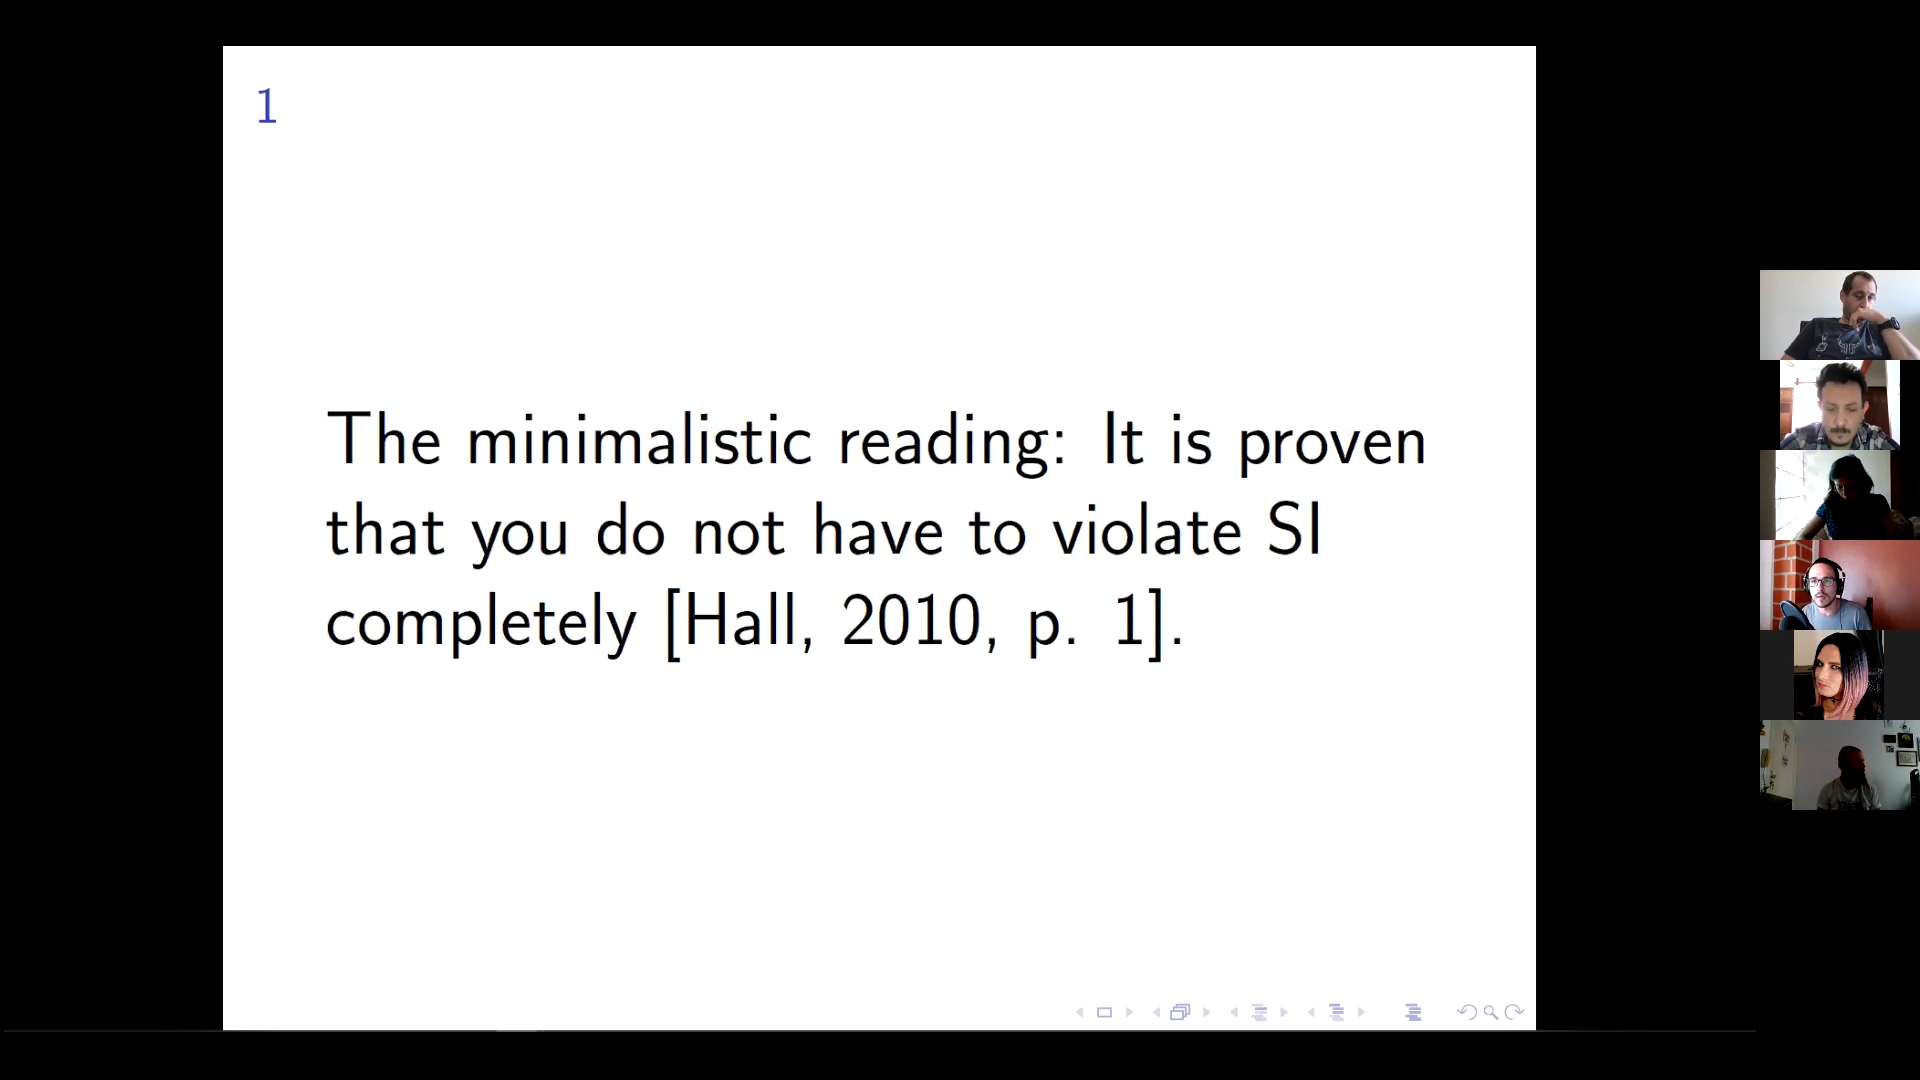 1
The minimalistic reading: It is proven
that you do not have to violate SI
completely [Hall, 2010, p. 1].